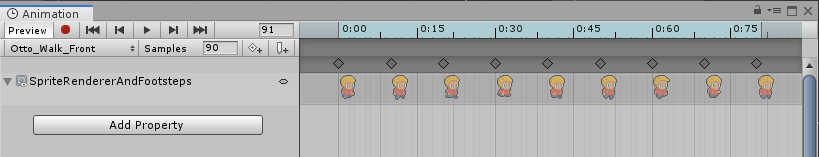 Animation
Preview 91 0:00 0:15 0:30 0:45 0:60 0:75
Otto_Walk_Front Samples 90
SpriteRendererAndFootsteps
Add Property